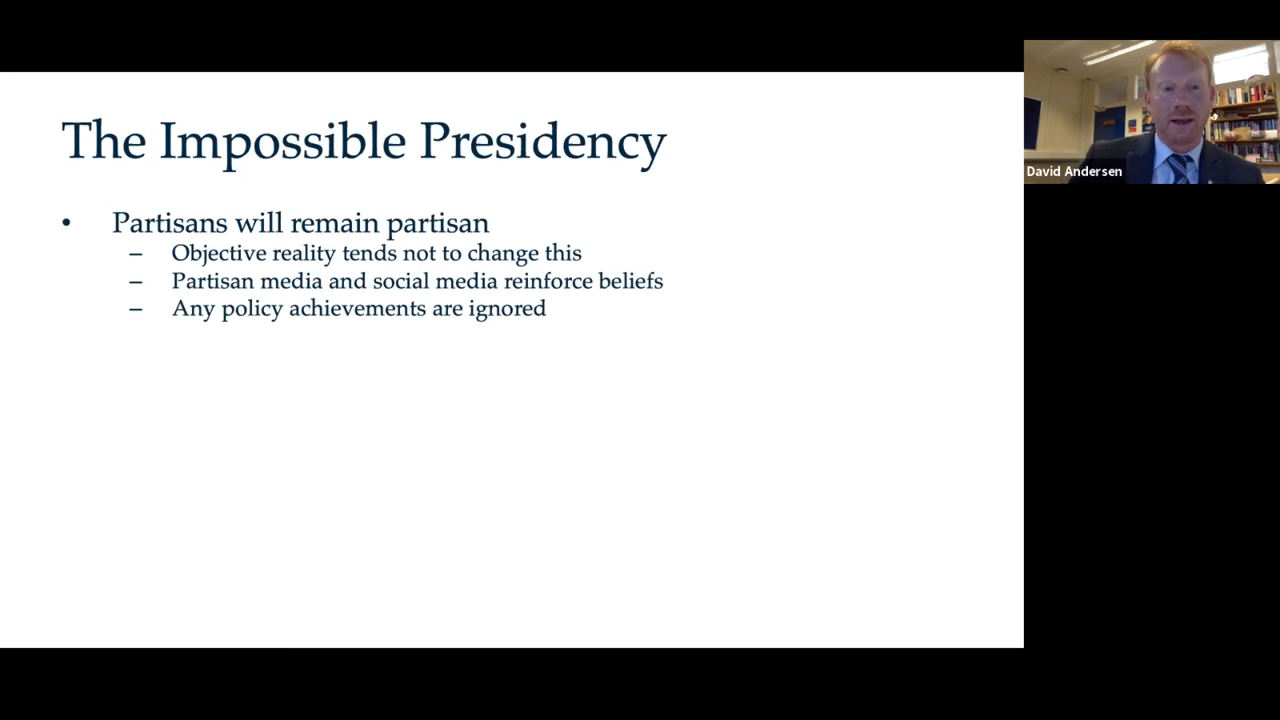 The Impossible Presidency
• Partisans will remain partisan
– Objective reality tends not to change this
– Partisan media and social media reinforce beliefs
– Any policy achievements are ignored
David Andersen